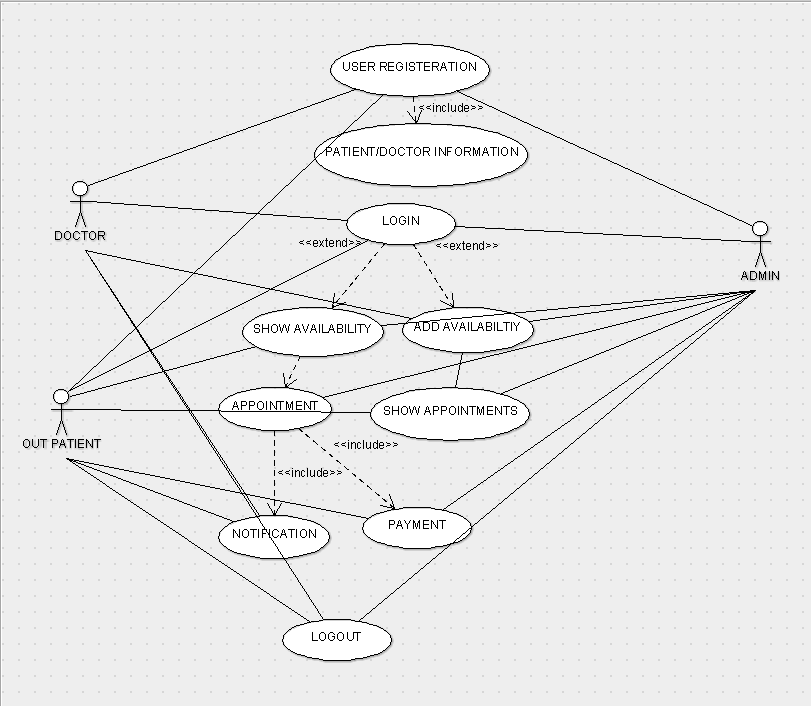 USER REGISTERATION
<<include>>
PATIENT/DOCTOR INFORMATION
LOGIN
DOCTOR
<<extend>>
<<extend>>
ADMIN
SHOW AVAILABILITY
ADD AVAILABILTIY
APPOINTMENT
SHOW APPOINTMENTS
OUT PATIENT
<<include>>
<<include>>
PAYMENT
NOTIFICATION
LOGOUT